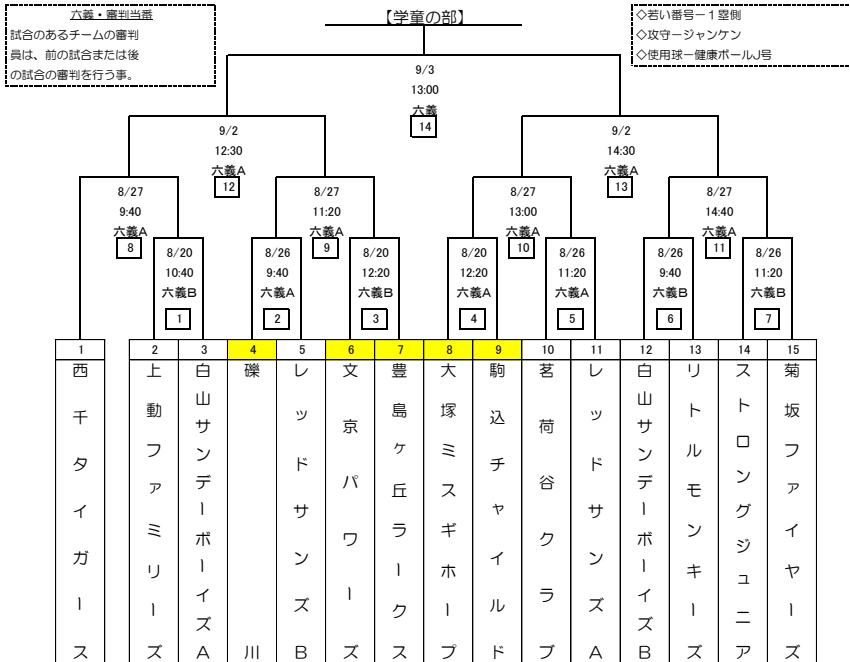 六義・審判当番
試合のあるチームの審判
員は、前の試合または後
の試合の審判を行う事。
【学童の部】
◇若い番号－１塁側
◇攻守－ジャンケン
◇使用球－健康ボールJ号
9/3
13:00
六義
14
9/2
12:30
六義A
12
9/2
14:30
六義A
13
8/27
9:40
六義A
8
8/27
11:20
六義A
9
8/27
13:00
六義A
10
8/27
14:40
六義A
11
8/20
10:40
六義B
1
8/26
9:40
六義A
2
8/20
12:20
六義B
3
8/20
12:20
六義A
4
8/26
11:20
六義A
5
8/26
9:40
六義B
6
8/26
11:20
六義B
7
1
西千タイガース
2
上動ファミリーズ
3
白山サンデーボーイズA
4
礫川
5
レッドサンズB
6
文京パワーズ
7
豊島ヶ丘ラークス
8
大塚ミスギホープ
9
駒込チャイルド
10
茗荷谷クラブ
11
レッドサンズA
12
白山サンデーボーイズB
13
リトルモンキーズ
14
ストロングジュニア
15
菊坂ファイヤーズ